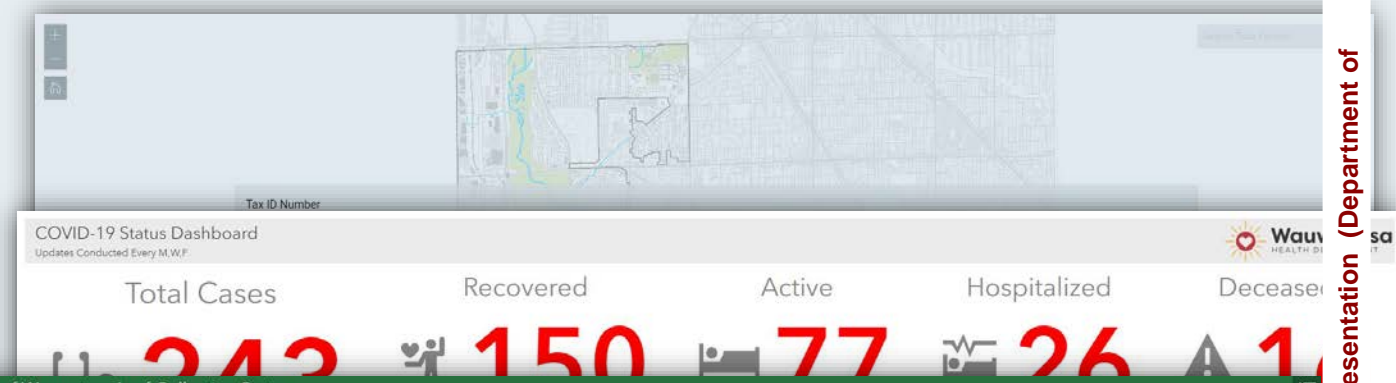 Tax ID Number
COVID-19 Status Dashboard
Updates Conducted Every M,W,F
Total Cases
Recovered
Active
Hospitalized
243
150
77
26
esentation (Department of